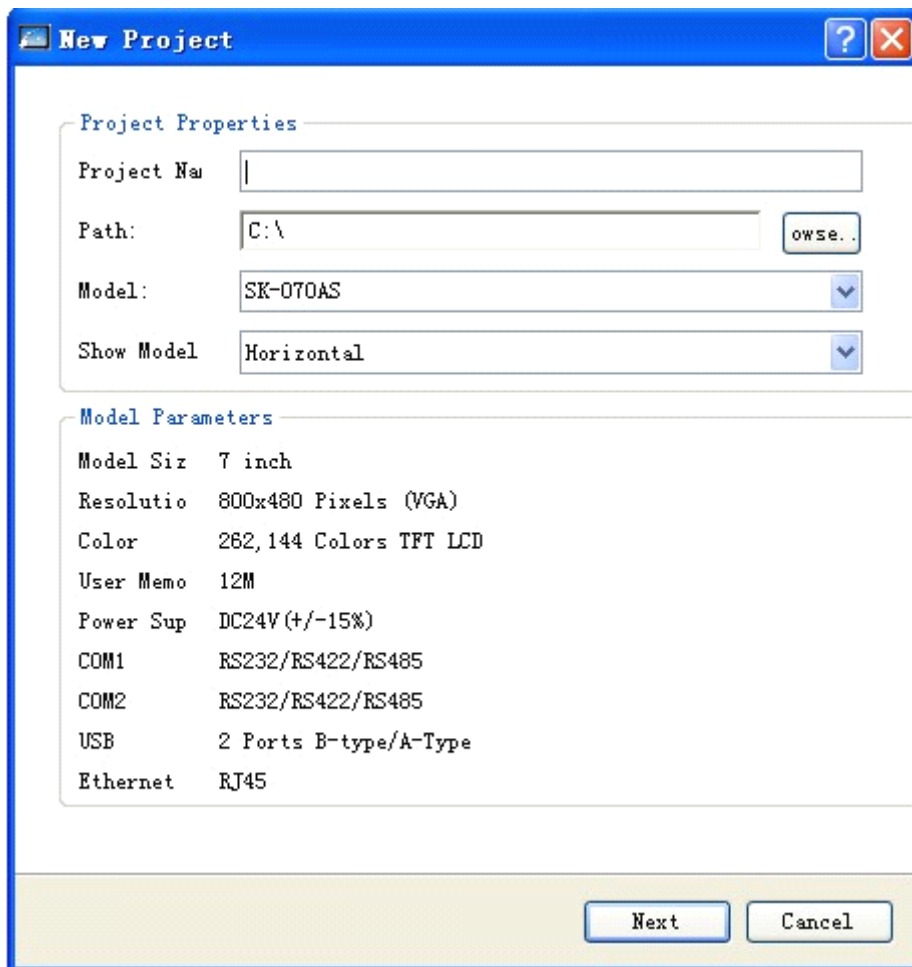 New Project
Project Properties
Project Na
Path: C:\ owse..
Model: SK-070AS
Show Model Horizontal
Model Parameters
Model Siz 7 inch
Resolutio 800x480 Pixels (VGA)
Color 262,144 Colors TFT LCD
User Memo 12M
Power Sup DC24V(+/-15%)
COM1 RS232/RS422/RS485
COM2 RS232/RS422/RS485
USB 2 Ports B-type/A-Type
Ethernet RJ45
Next Cancel